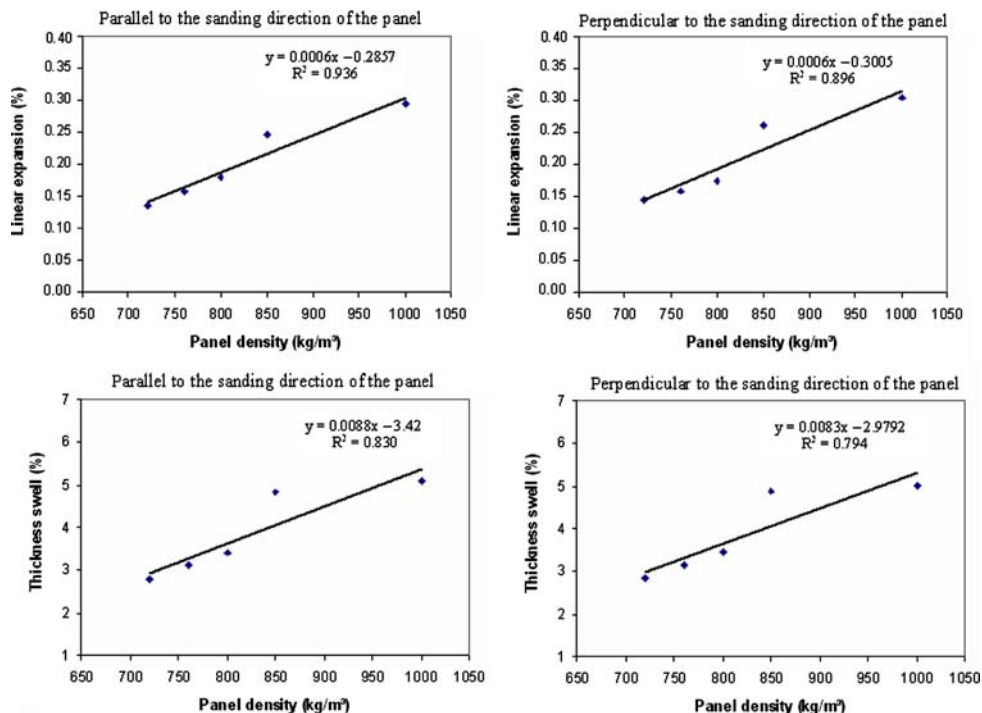 Parallel to the sanding direction of the panel
y = 0.0006x −0.2857
R² = 0.936
Linear expansion (%)
0.40
0.35
0.30
0.25
0.20
0.15
0.10
0.05
0.00
650 700 750 800 850 900 950 1000 1050
Panel density (kg/m³)
Perpendicular to the sanding direction of the panel
y = 0.0006x −0.3005
R² = 0.896
Linear expansion (%)
0.40
0.35
0.30
0.25
0.20
0.15
0.10
0.05
0.00
650 700 750 800 850 900 950 1000 1050
Panel density (kg/m³)
Parallel to the sanding direction of the panel
y = 0.0088x −3.42
R² = 0.830
Thickness swell (%)
7
6
5
4
3
2
1
650 700 750 800 850 900 950 1000 1050
Panel density (kg/m³)
Perpendicular to the sanding direction of the panel
y = 0.0083x −2.9792
R² = 0.794
Thickness swell (%)
7
6
5
4
3
2
1
650 700 750 800 850 900 950 1000 1050
Panel density (kg/m³)